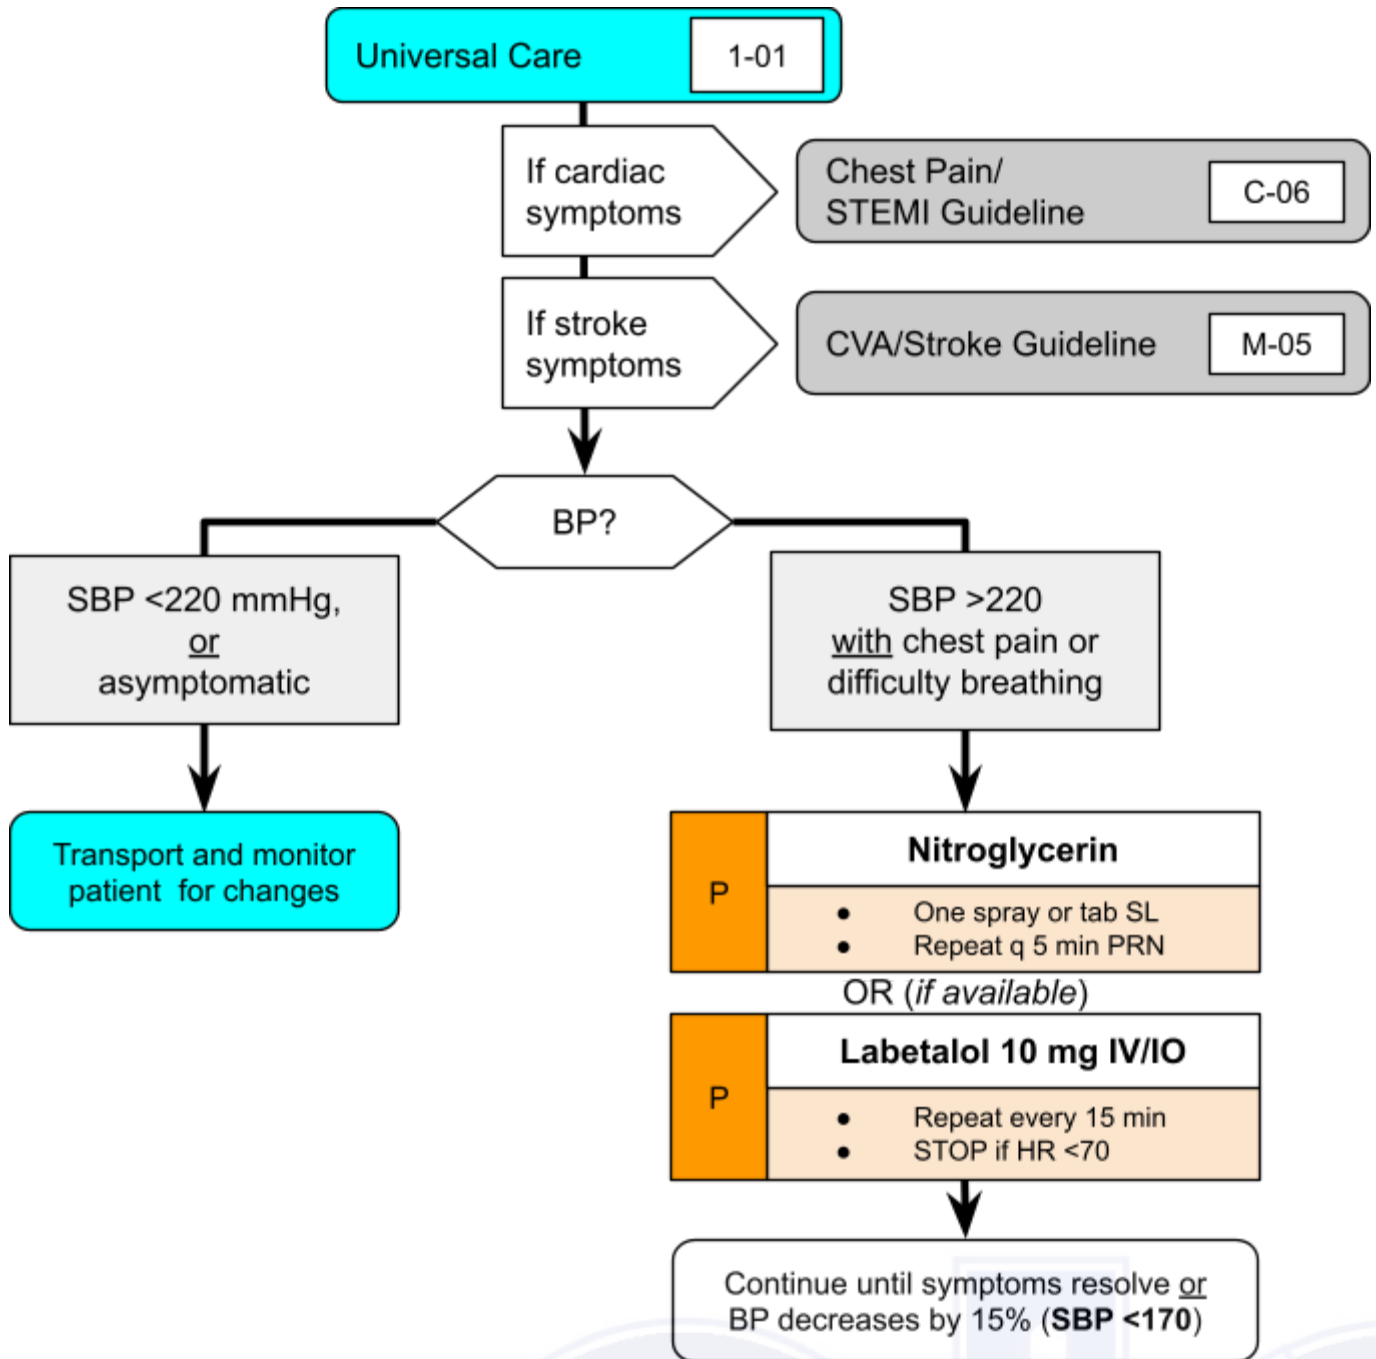 Universal Care
1-01
If cardiac
symptoms
Chest Pain/
STEMI Guideline
C-06
If stroke
symptoms
CVA/Stroke Guideline
M-05
BP?
SBP <220 mmHg,
or
asymptomatic
SBP >220
with chest pain or
difficulty breathing
Transport and monitor
patient for changes
P
Nitroglycerin
● One spray or tab SL
● Repeat q 5 min PRN
OR (if available)
P
Labetalol 10 mg IV/IO
● Repeat every 15 min
● STOP if HR <70
Continue until symptoms resolve or
BP decreases by 15% (SBP <170)